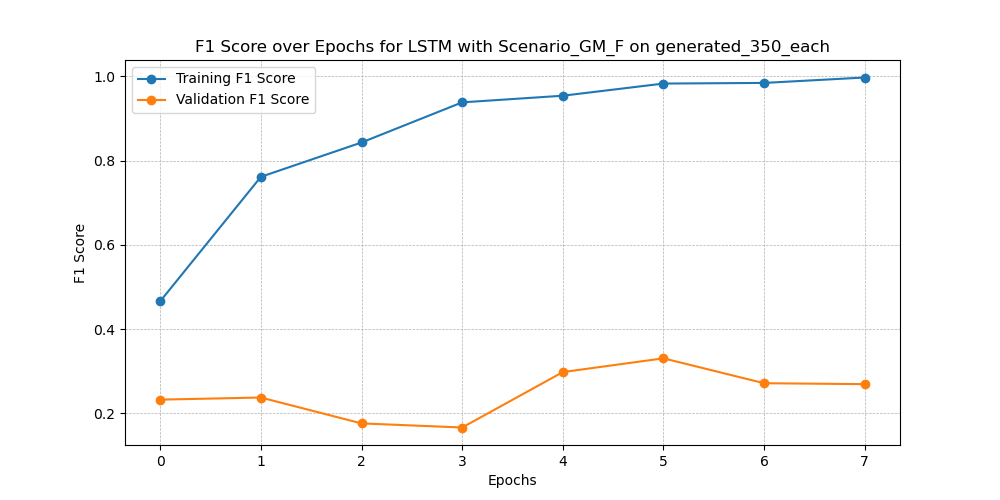 F1 Score over Epochs for LSTM with Scenario_GM_F on generated_350_each
Training F1 Score
Validation F1 Score
F1 Score
1.0
0.8
0.6
0.4
0.2
0 1 2 3 4 5 6 7
Epochs